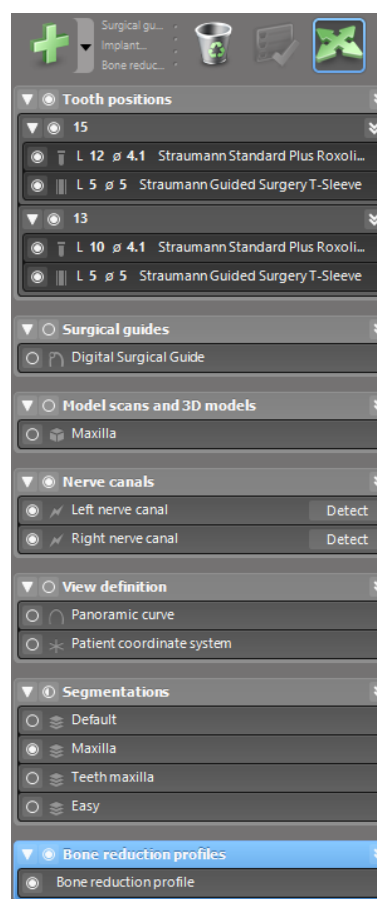 Surgical gu...
Implant...
Bone reduc...
Tooth positions
15
L 12 ø 4.1 Straumann Standard Plus Roxoli...
L 5 ø 5 Straumann Guided Surgery T-Sleeve
13
L 10 ø 4.1 Straumann Standard Plus Roxoli...
L 5 ø 5 Straumann Guided Surgery T-Sleeve
Surgical guides
Digital Surgical Guide
Model scans and 3D models
Maxilla
Nerve canals
Left nerve canal Detect
Right nerve canal Detect
View definition
Panoramic curve
Patient coordinate system
Segmentations
Default
Maxilla
Teeth maxilla
Easy
Bone reduction profiles
Bone reduction profile